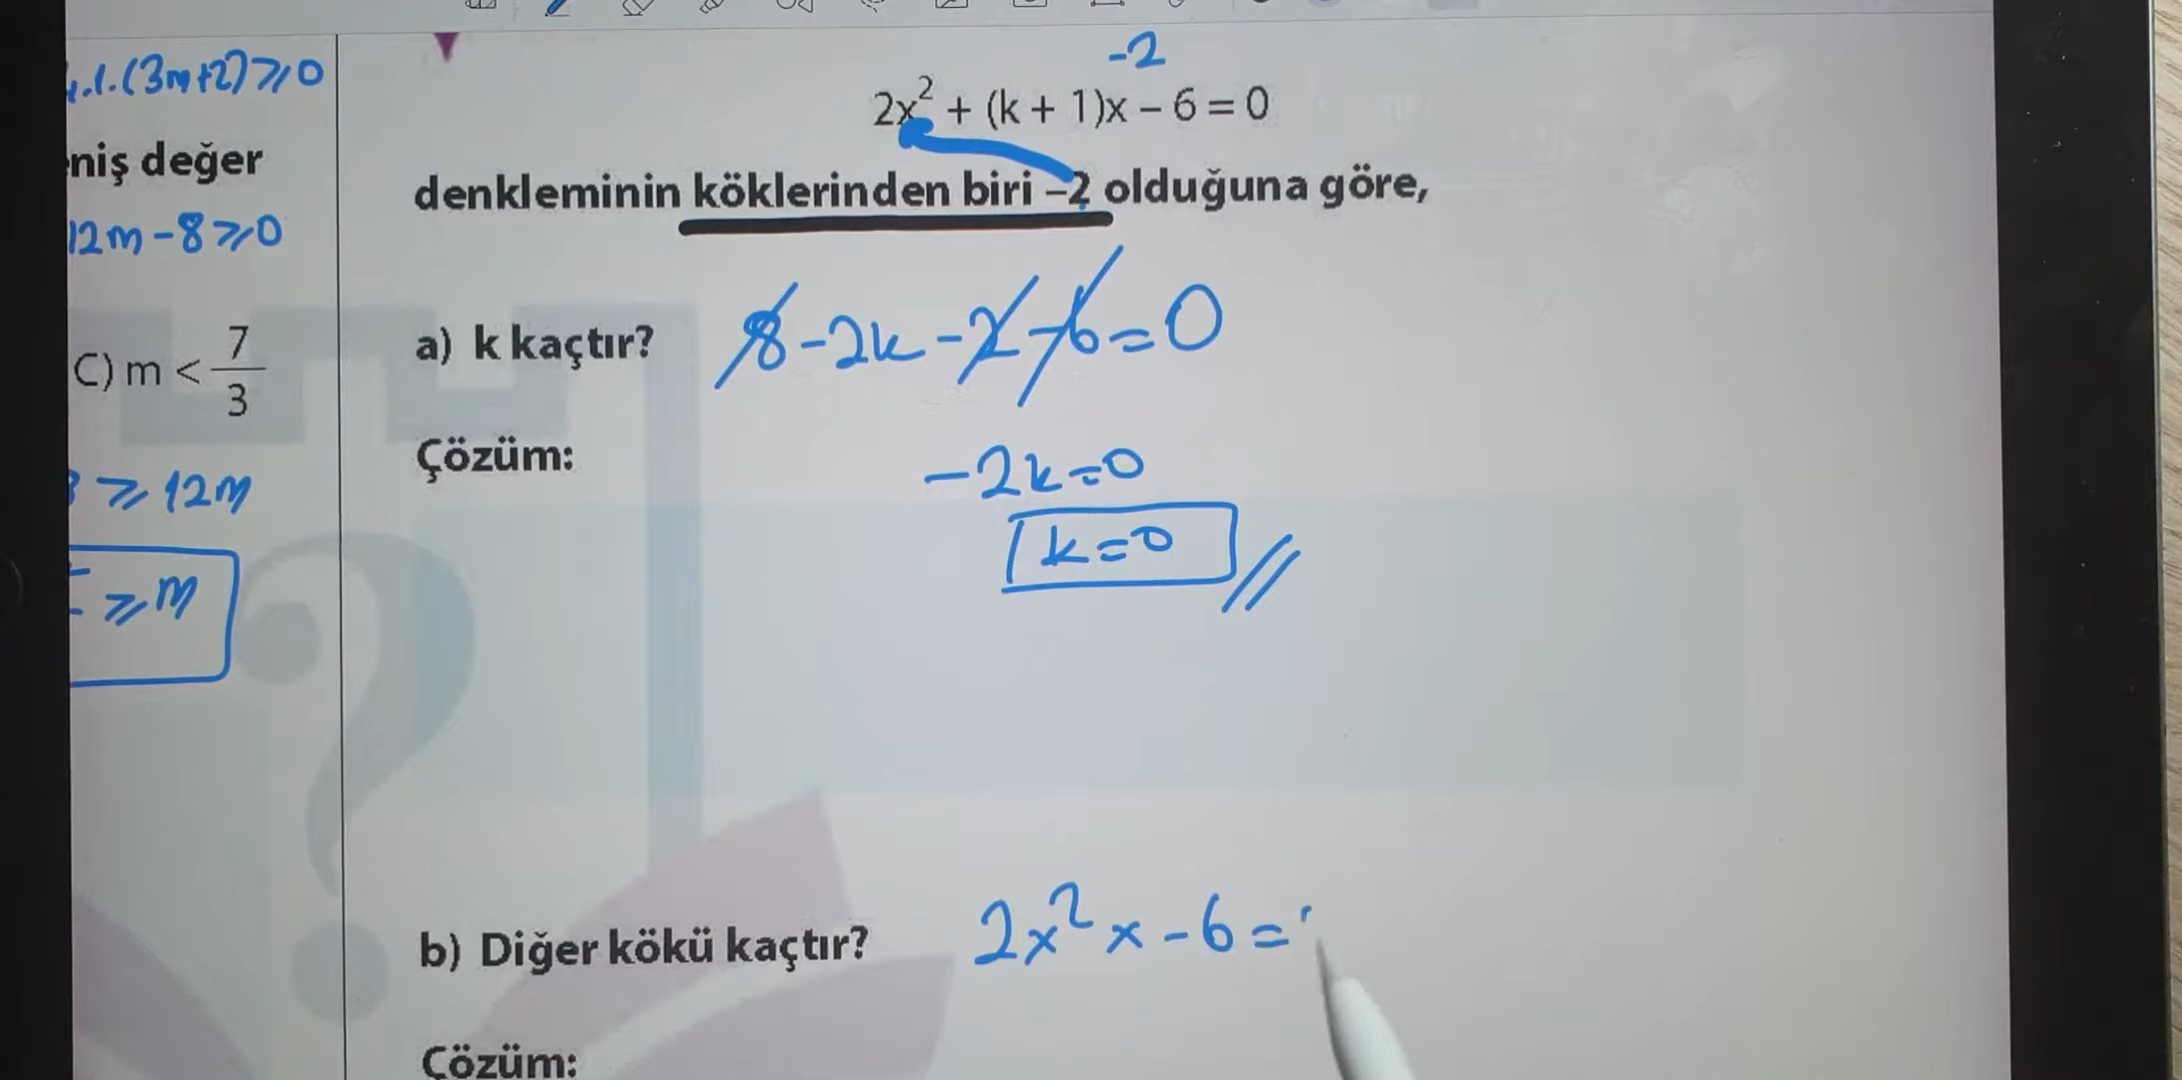 .1.(3m+2)⩾0
niş değer
12m-8⩾0
C) m < 7/3
⩾ 12m
⩾ m
-2
2x² + (k + 1)x – 6 = 0
denkleminin köklerinden biri –2 olduğuna göre,
a) k kaçtır? 8-2k-2-6=0
Çözüm:
-2k=0
k=0
b) Diğer kökü kaçtır? 2x² x-6=
Çözüm: